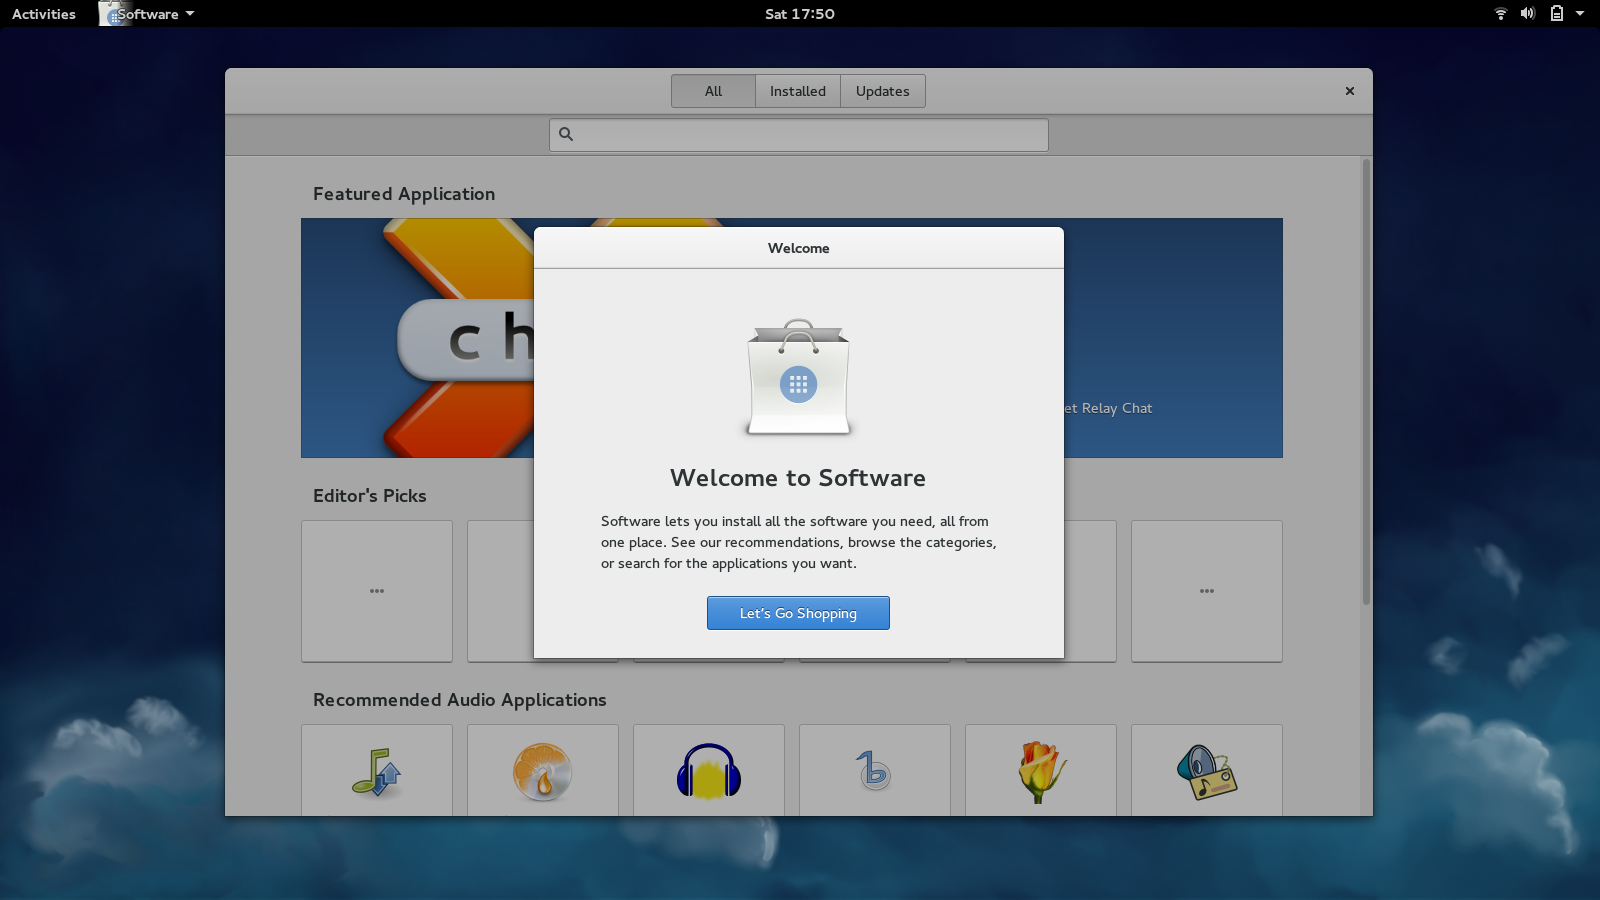 Activities
Software
Sat 17:50
All
Installed
Updates
Featured Application
ch
et Relay Chat
Welcome
Welcome to Software
Software lets you install all the software you need, all from
one place. See our recommendations, browse the categories,
or search for the applications you want.
Let's Go Shopping
Editor's Picks
...
...
Recommended Audio Applications